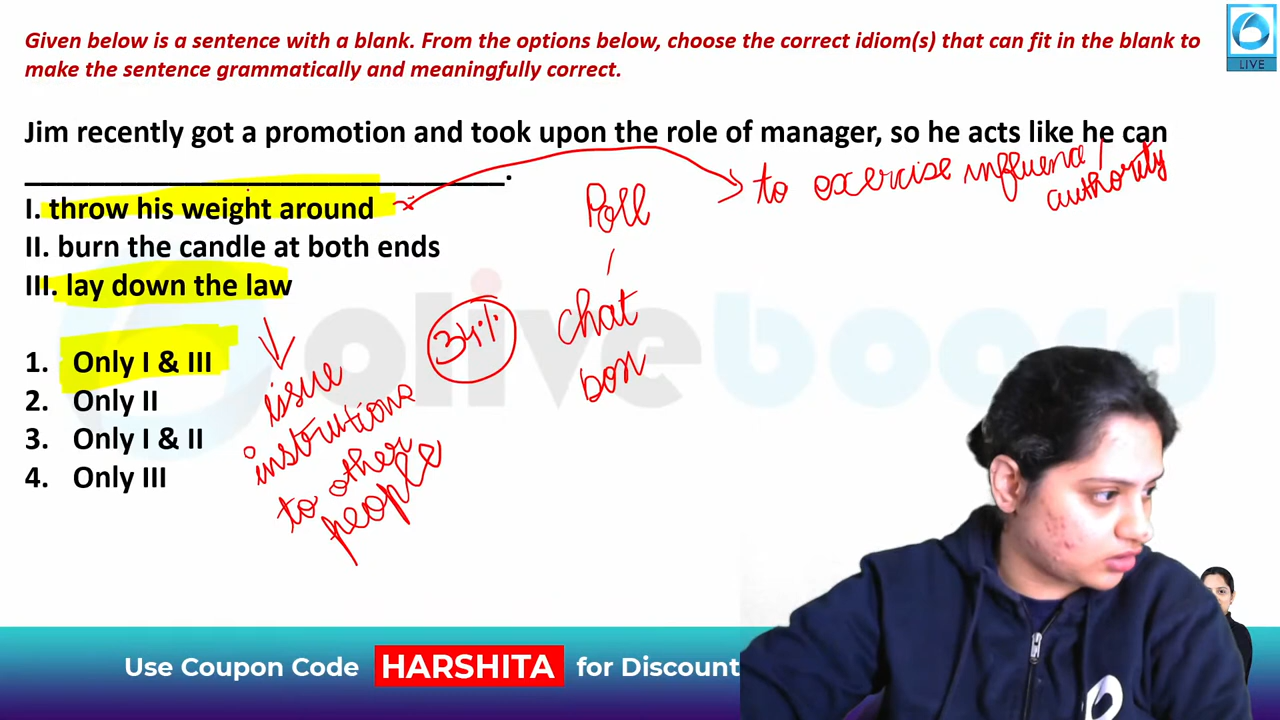 Given below is a sentence with a blank. From the options below, choose the correct idiom(s) that can fit in the blank to
make the sentence grammatically and meaningfully correct.
LIVE
Jim recently got a promotion and took upon the role of manager, so he acts like he can
___________________________________.
to exercise influence/
authority
I. throw his weight around
II. burn the candle at both ends
III. lay down the law
Poll
chat
box
34%
1. Only I & III
2. Only II
3. Only I & II
4. Only III
issue
instrutions
to other
people
oliveboard
Use Coupon Code HARSHITA for Discount